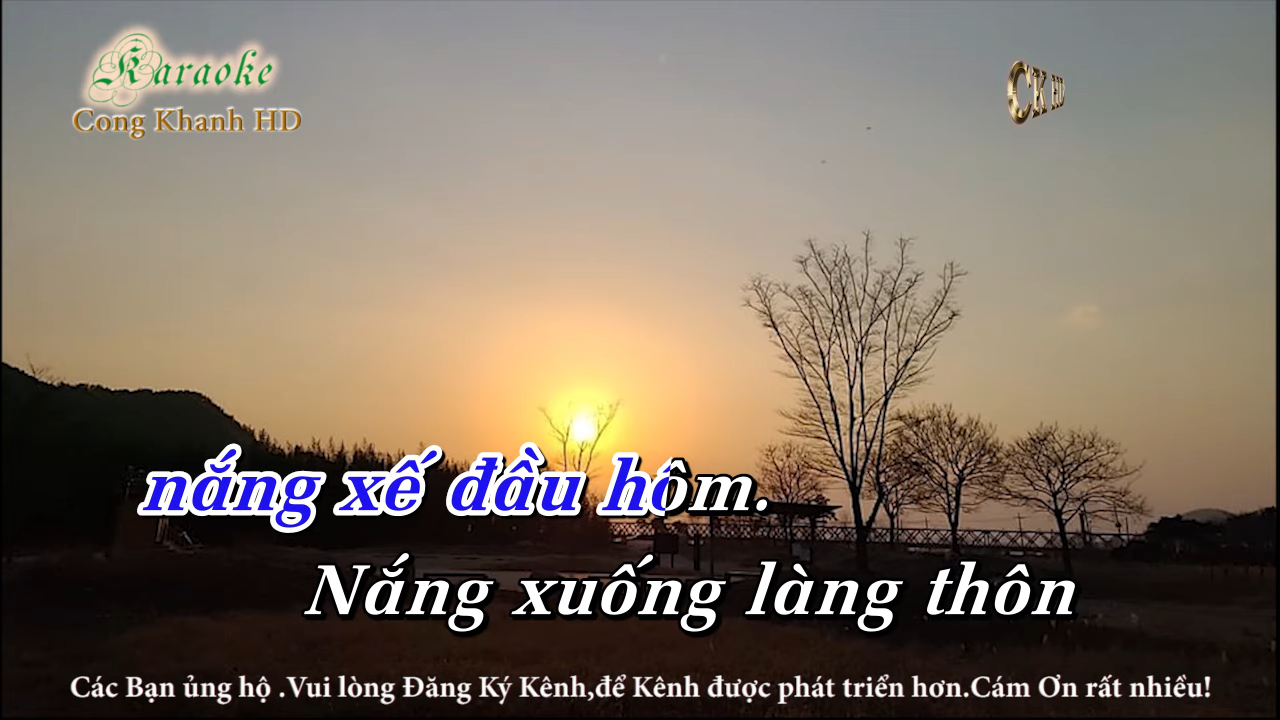 Karaoke
Cong Khanh HD
CK HD
nắng xế đầu hôm.
Nắng xuống làng thôn
Các Bạn ủng hộ .Vui lòng Đăng Ký Kênh,để Kênh được phát triển hơn.Cám Ơn rất nhiều!